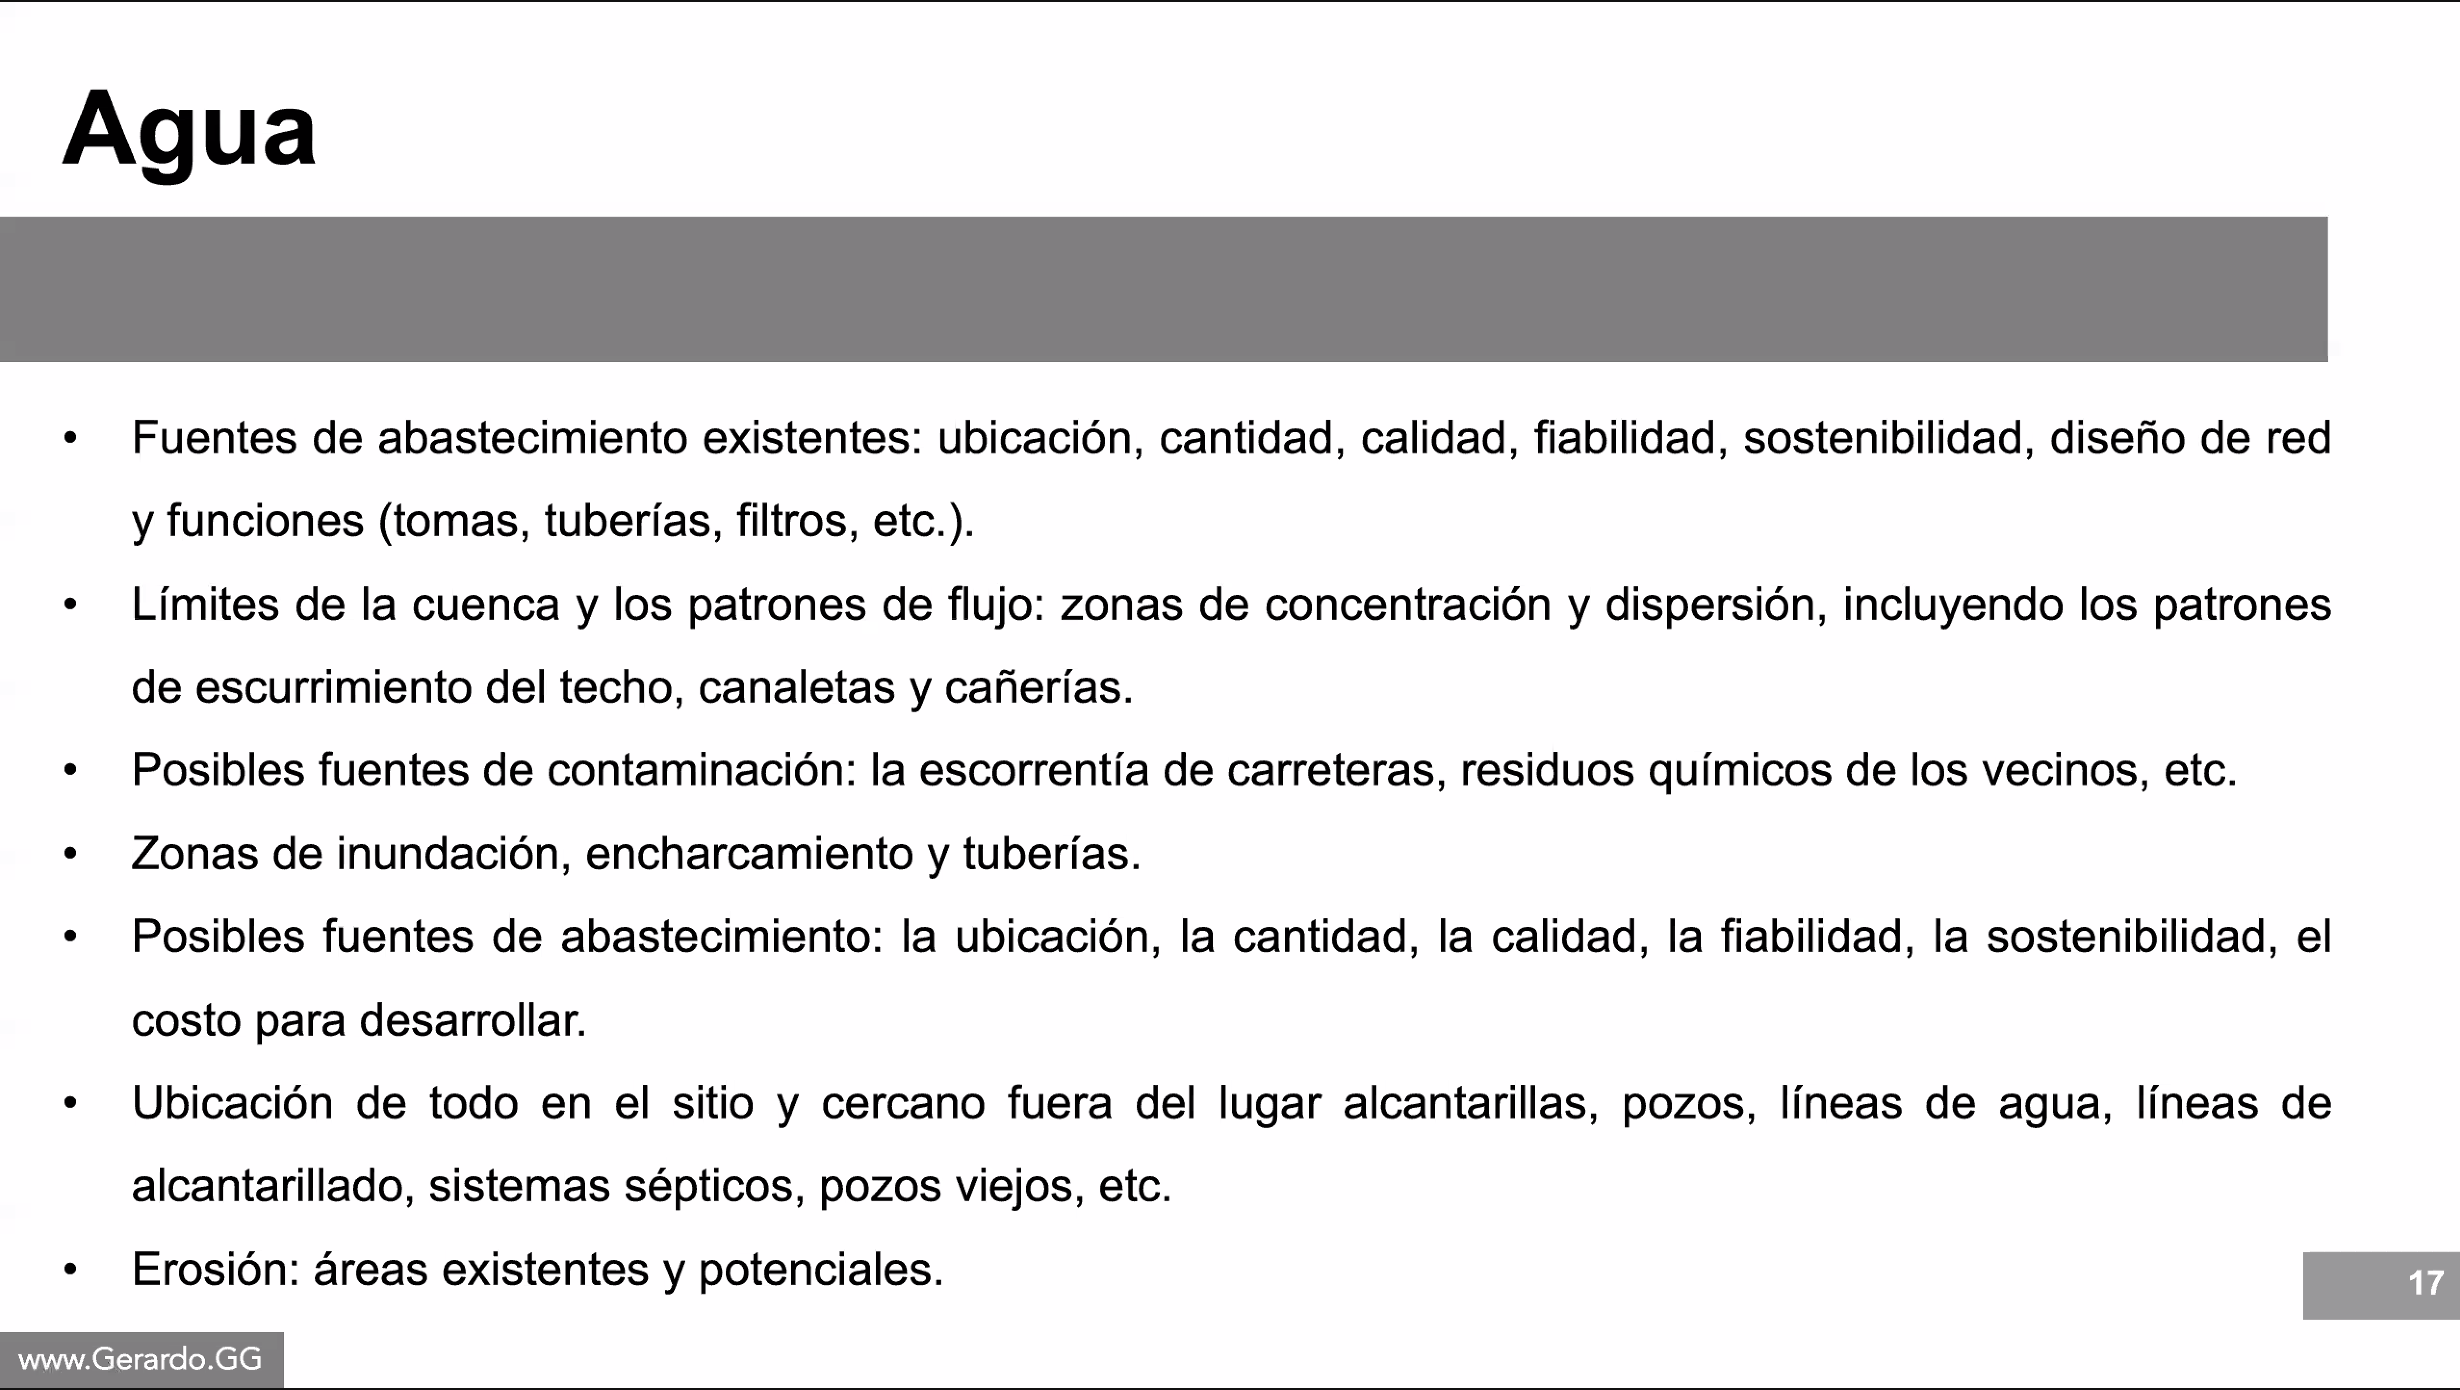 Agua
• Fuentes de abastecimiento existentes: ubicación, cantidad, calidad, fiabilidad, sostenibilidad, diseño de red
y funciones (tomas, tuberías, filtros, etc.).
• Límites de la cuenca y los patrones de flujo: zonas de concentración y dispersión, incluyendo los patrones
de escurrimiento del techo, canaletas y cañerías.
• Posibles fuentes de contaminación: la escorrentía de carreteras, residuos químicos de los vecinos, etc.
• Zonas de inundación, encharcamiento y tuberías.
• Posibles fuentes de abastecimiento: la ubicación, la cantidad, la calidad, la fiabilidad, la sostenibilidad, el
costo para desarrollar.
• Ubicación de todo en el sitio y cercano fuera del lugar alcantarillas, pozos, líneas de agua, líneas de
alcantarillado, sistemas sépticos, pozos viejos, etc.
• Erosión: áreas existentes y potenciales.
17
www.Gerardo.GG